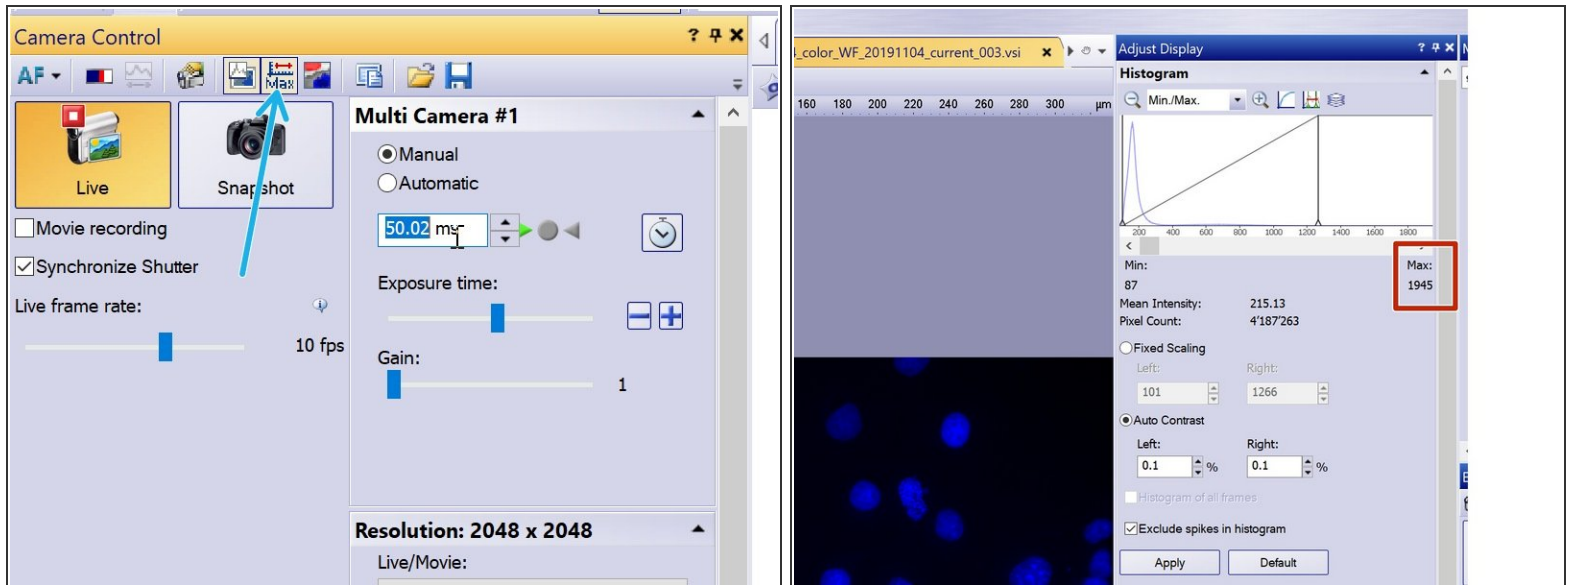 Camera Control
AF
Max
Live
Snapshot
Movie recording
Synchronize Shutter
Live frame rate:
10 fps
Multi Camera #1
Manual
Automatic
50.02 ms
Exposure time:
Gain:
1
Resolution: 2048 x 2048
Live/Movie:
_color_WF_20191104_current_003.vsi
160 180 200 220 240 260 280 300 µm
Adjust Display
Histogram
Min./Max.
200 400 600 800 1000 1200 1400 1600 1800
Min: Max:
87 1945
Mean Intensity: 215.13
Pixel Count: 4'187'263
Fixed Scaling
Left: Right:
101 1266
Auto Contrast
Left: Right:
0.1 % 0.1 %
Histogram of all frames
Exclude spikes in histogram
Apply Default